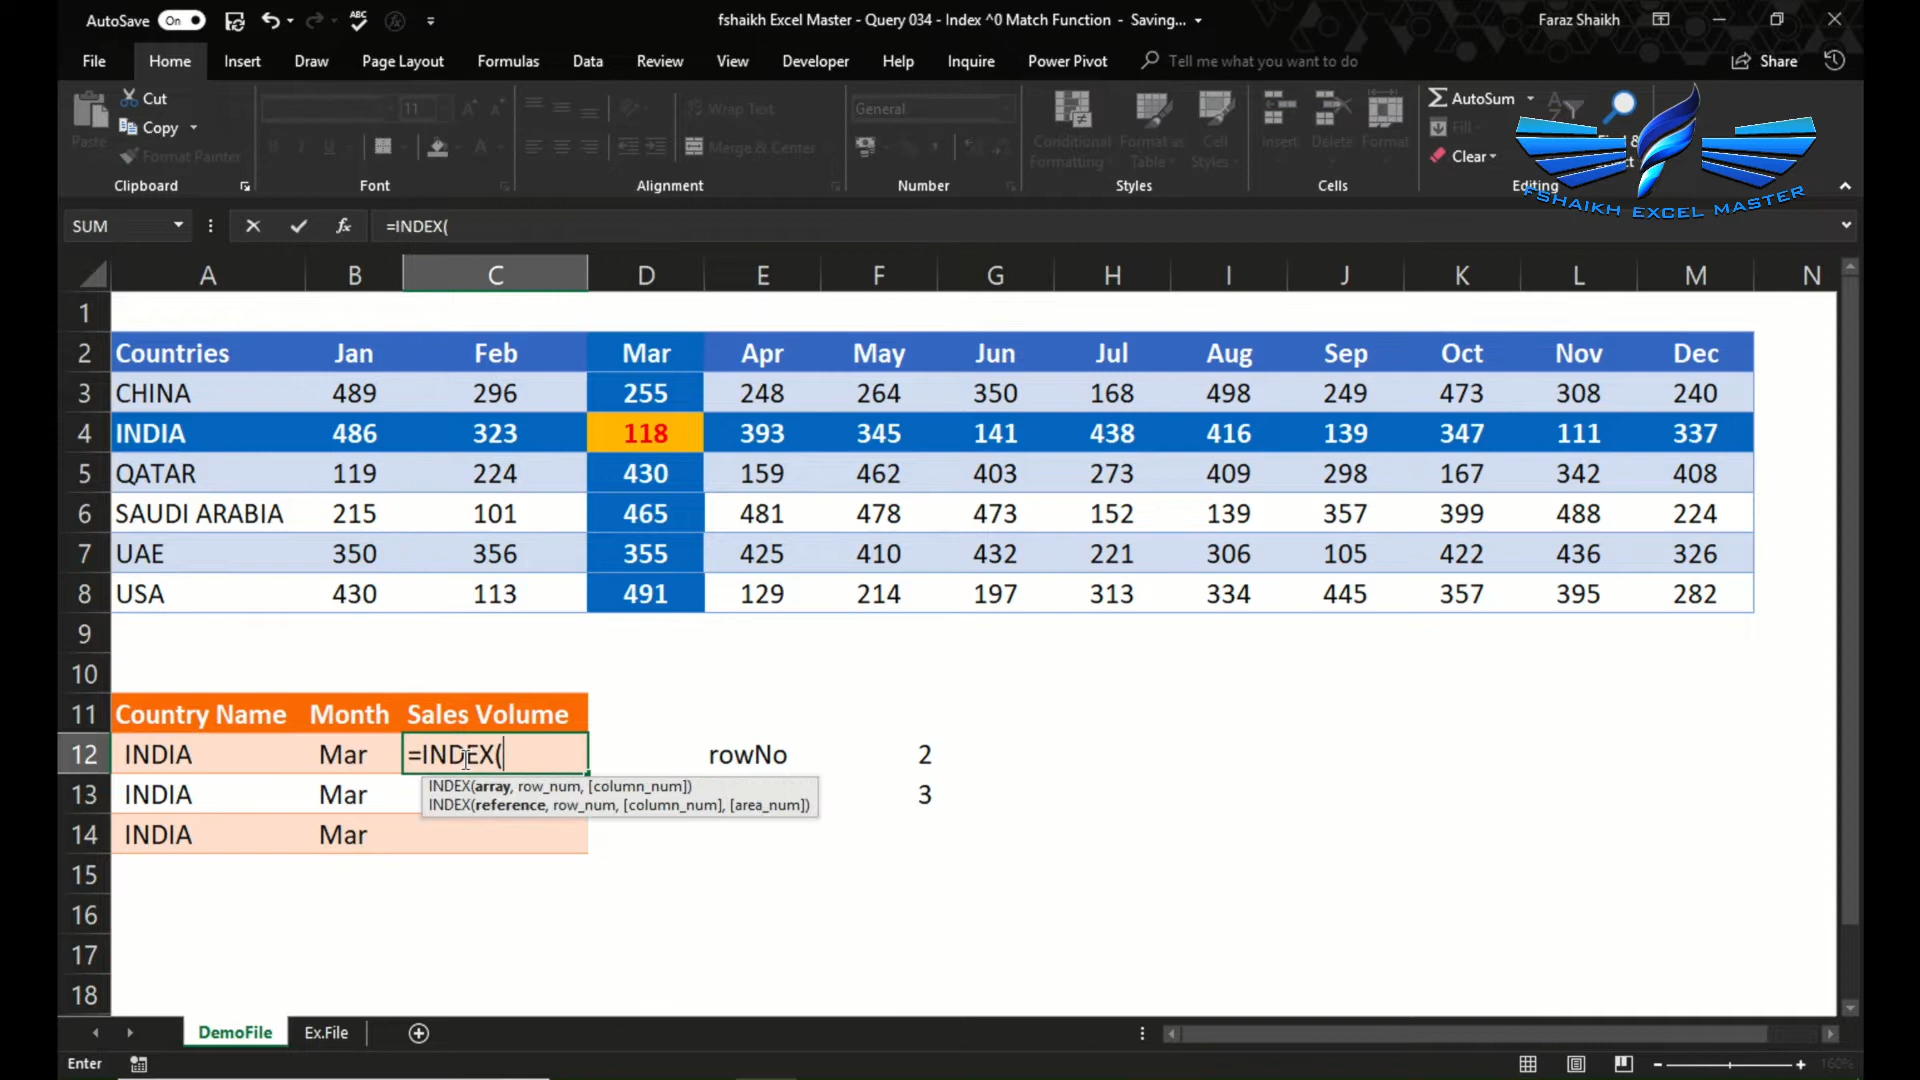 AutoSave On
fshaikh Excel Master - Query 034 - Index ^0 Match Function - Saving...
Faraz Shaikh
File Home Insert Draw Page Layout Formulas Data Review View Developer Help Inquire Power Pivot Tell me what you want to do Share
Paste
Cut
Copy
Format Painter
11
Wrap Text
Merge & Center
General
Conditional Formatting
Format as Table
Cell Styles
Insert Delete Format
AutoSum
Fill
Clear
Clipboard Font Alignment Number Styles Cells Editing
FSHAIKH EXCEL MASTER
SUM =INDEX(
A B C D E F G H I J K L M N
1
2 Countries Jan Feb Mar Apr May Jun Jul Aug Sep Oct Nov Dec
3 CHINA 489 296 255 248 264 350 168 498 249 473 308 240
4 INDIA 486 323 118 393 345 141 438 416 139 347 111 337
5 QATAR 119 224 430 159 462 403 273 409 298 167 342 408
6 SAUDI ARABIA 215 101 465 481 478 473 152 139 357 399 488 224
7 UAE 350 356 355 425 410 432 221 306 105 422 436 326
8 USA 430 113 491 129 214 197 313 334 445 357 395 282
9
10
11 Country Name Month Sales Volume
12 INDIA Mar =INDEX( rowNo 2
INDEX(array, row_num, [column_num])
INDEX(reference, row_num, [column_num], [area_num])
13 INDIA Mar 3
14 INDIA Mar
15
16
17
18
DemoFile Ex.File
Enter
160%